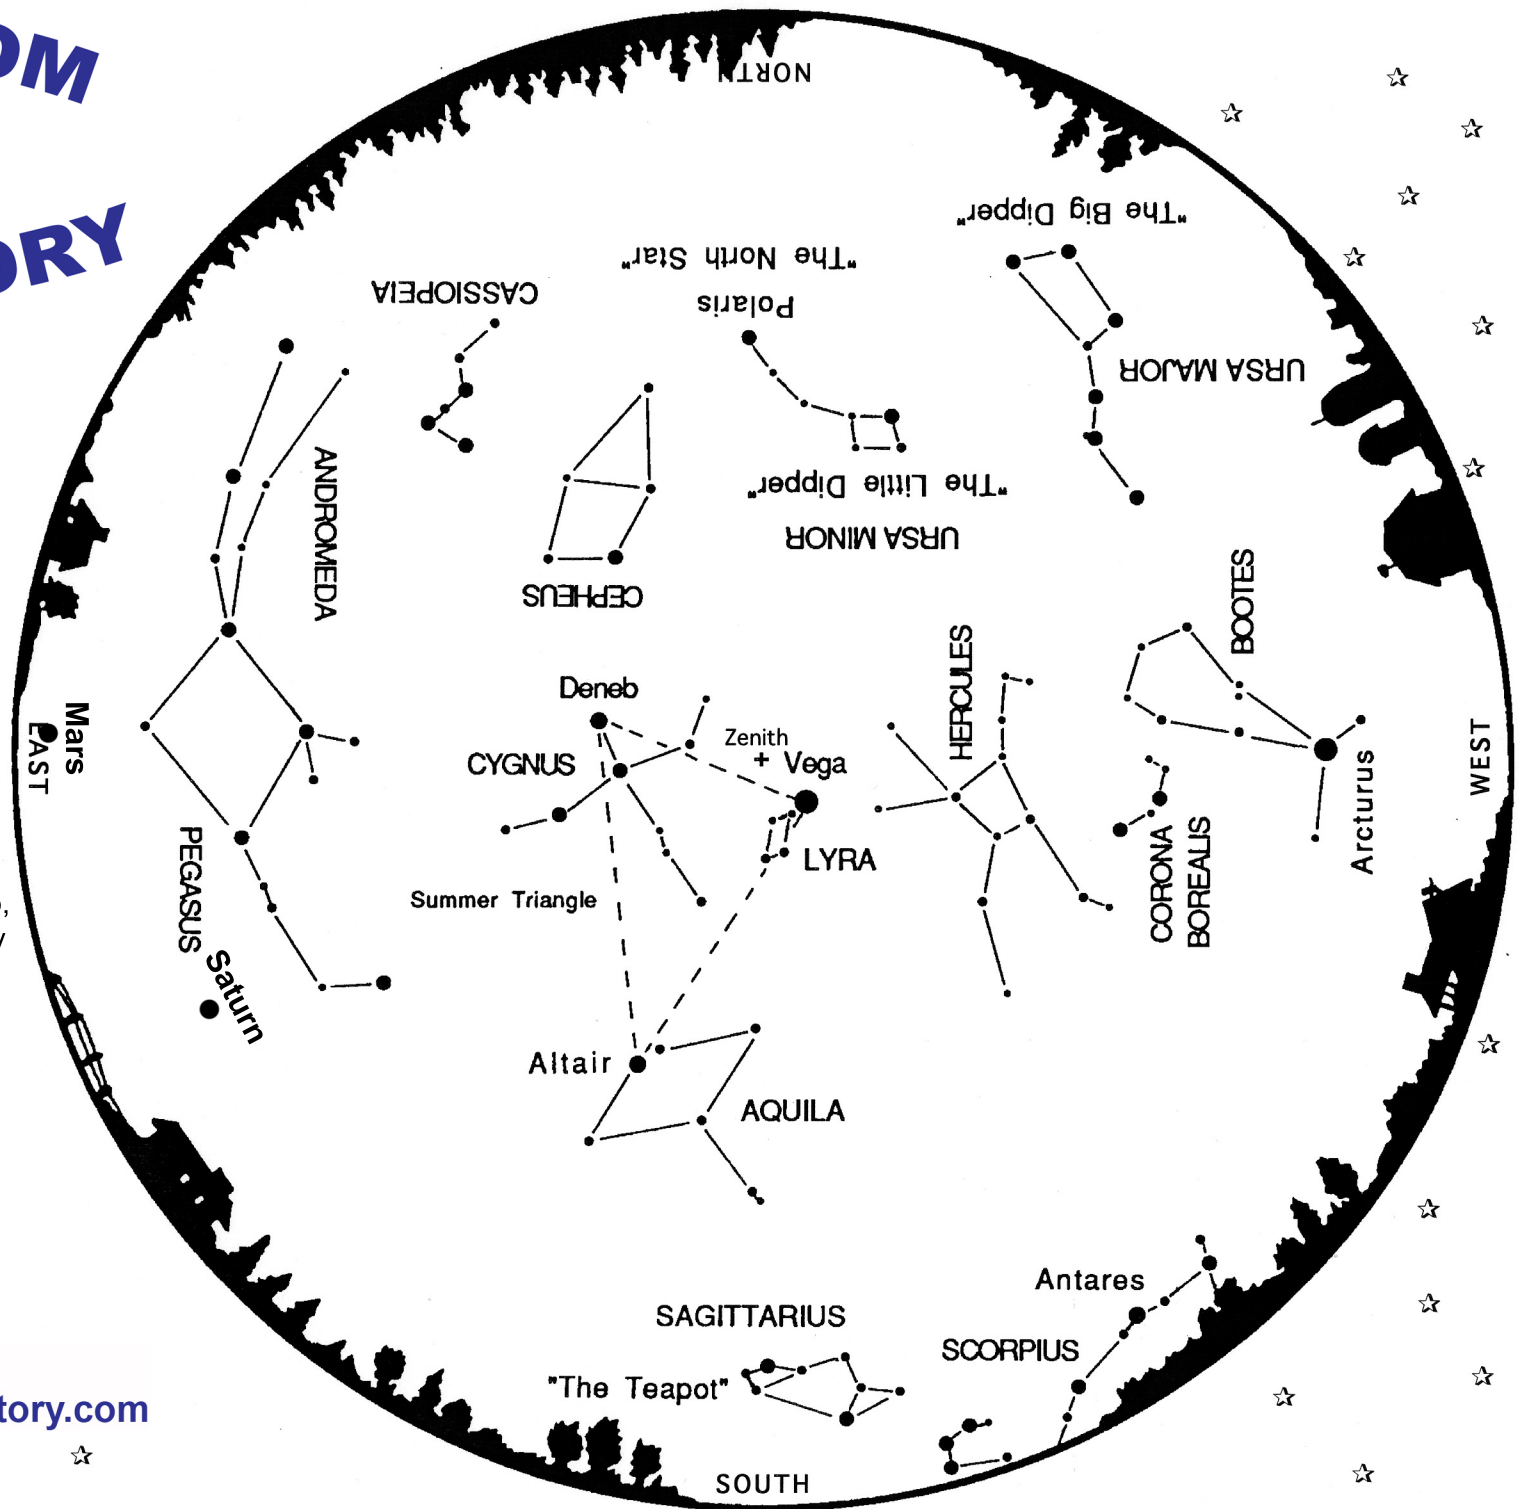 OM
ORY
NORTH
"The Big Dipper"
"The North Star"
Polaris
CASSIOPEIA
URSA MAJOR
ANDROMEDA
"The Little Dipper"
URSA MINOR
CEPHEUS
BOOTES
HERCULES
Deneb
Mars
EAST
Zenith
+ Vega
CYGNUS
WEST
Arcturus
LYRA
CORONA
BOREALIS
PEGASUS
Summer Triangle
Saturn
Altair
AQUILA
Antares
SAGITTARIUS
SCORPIUS
"The Teapot"
tory.com
SOUTH